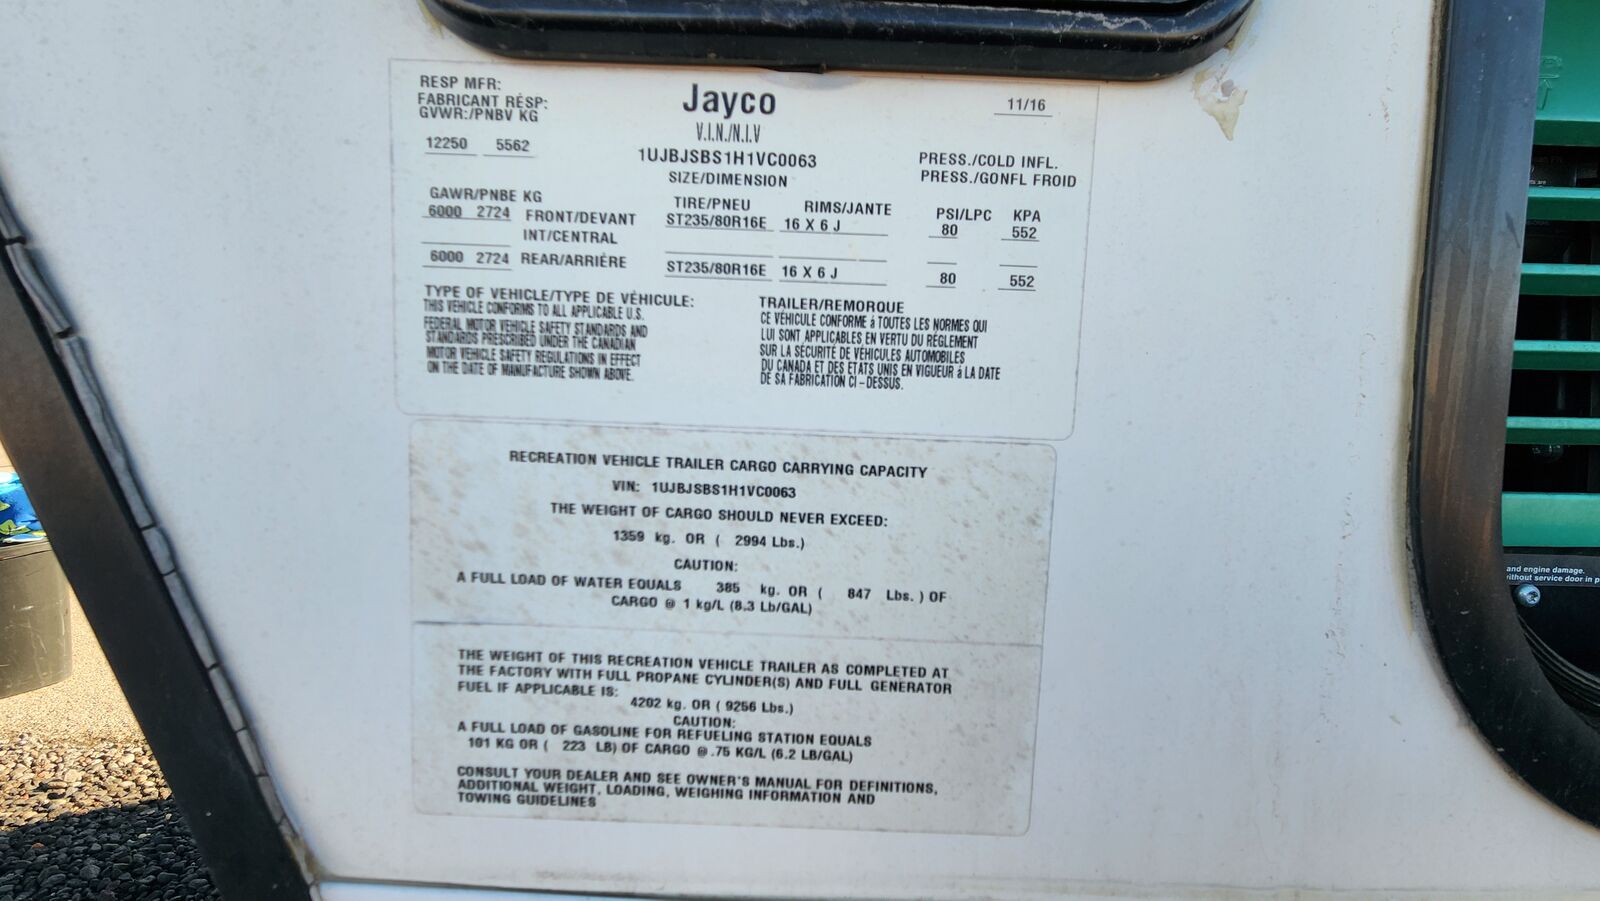 RESP MFR:
FABRICANT RÉSP:
GVWR:/PNBV KG
Jayco
11/16
V.I.N./N.I.V
12250 5562
1UJBJSBS1H1VC0063
SIZE/DIMENSION
PRESS./COLD INFL.
PRESS./GONFL FROID
GAWR/PNBE KG
TIRE/PNEU RIMS/JANTE PSI/LPC KPA
6000 2724 FRONT/DEVANT ST235/80R16E 16 X 6 J 80 552
INT/CENTRAL
6000 2724 REAR/ARRIÈRE ST235/80R16E 16 X 6 J 80 552
TYPE OF VEHICLE/TYPE DE VÉHICULE:
THIS VEHICLE CONFORMS TO ALL APPLICABLE U.S.
FEDERAL MOTOR VEHICLE SAFETY STANDARDS AND
STANDARDS PRESCRIBED UNDER THE CANADIAN
MOTOR VEHICLE SAFETY REGULATIONS IN EFFECT
ON THE DATE OF MANUFACTURE SHOWN ABOVE.
TRAILER/REMORQUE
CE VÉHICULE CONFORME á TOUTES LES NORMES QUI
LUI SONT APPLICABLES EN VERTU DU RÉGLEMENT
SUR LA SÉCURITÉ DE VÉHICULES AUTOMOBILES
DU CANADA ET DES ETATS UNIS EN VIGUEUR á LA DATE
DE SA FABRICATION CI-DESSUS.
RECREATION VEHICLE TRAILER CARGO CARRYING CAPACITY
VIN: 1UJBJSBS1H1VC0063
THE WEIGHT OF CARGO SHOULD NEVER EXCEED:
1359 kg. OR ( 2994 Lbs.)
CAUTION:
A FULL LOAD OF WATER EQUALS 385 kg. OR ( 847 Lbs. ) OF
CARGO @ 1 kg/L (8.3 Lb/GAL)
THE WEIGHT OF THIS RECREATION VEHICLE TRAILER AS COMPLETED AT
THE FACTORY WITH FULL PROPANE CYLINDER(S) AND FULL GENERATOR
FUEL IF APPLICABLE IS:
4202 kg. OR ( 9256 Lbs.)
CAUTION:
A FULL LOAD OF GASOLINE FOR REFUELING STATION EQUALS
101 KG OR ( 223 LB) OF CARGO @ .75 KG/L (6.2 LB/GAL)
CONSULT YOUR DEALER AND SEE OWNER'S MANUAL FOR DEFINITIONS,
ADDITIONAL WEIGHT, LOADING, WEIGHING INFORMATION AND
TOWING GUIDELINES
and engine damage.
without service door in p